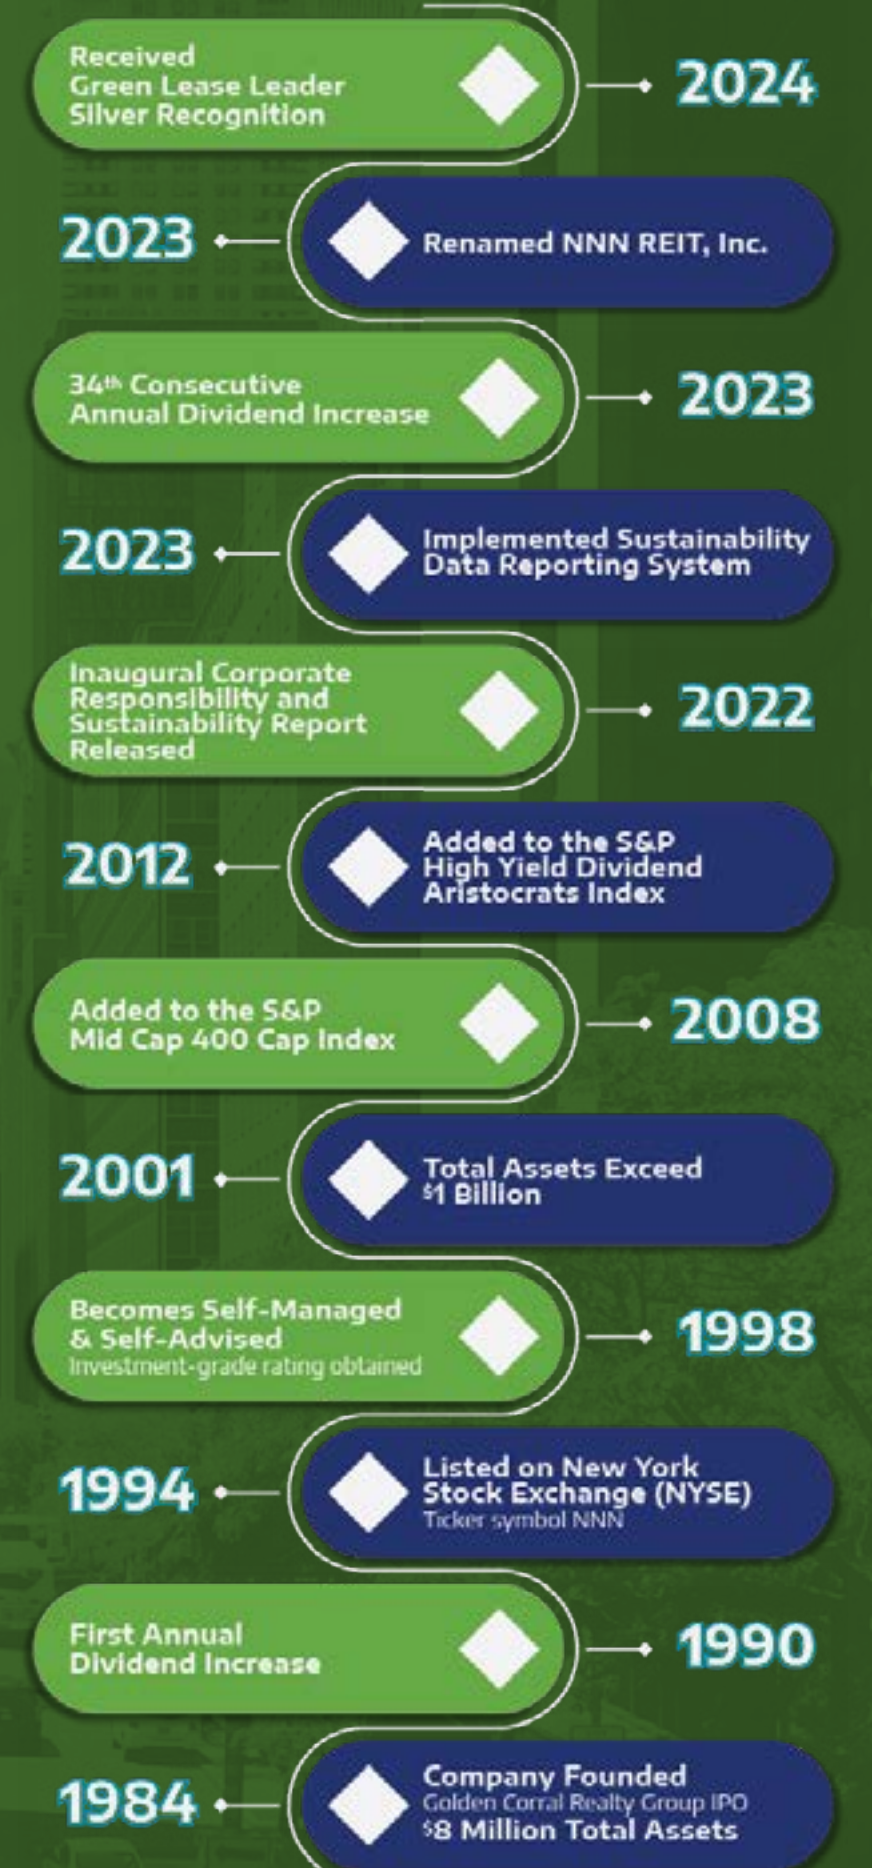 Received
Green Lease Leader
Silver Recognition
2024
2023
Renamed NNN REIT, Inc.
34th Consecutive
Annual Dividend Increase
2023
2023
Implemented Sustainability
Data Reporting System
Inaugural Corporate
Responsibility and
Sustainability Report
Released
2022
2012
Added to the S&P
High Yield Dividend
Aristocrats Index
Added to the S&P
Mid Cap 400 Cap Index
2008
2001
Total Assets Exceed
$1 Billion
Becomes Self-Managed
& Self-Advised
Investment-grade rating obtained
1998
1994
Listed on New York
Stock Exchange (NYSE)
Ticker symbol NNN
First Annual
Dividend Increase
1990
1984
Company Founded
Golden Corral Realty Group IPO
$8 Million Total Assets